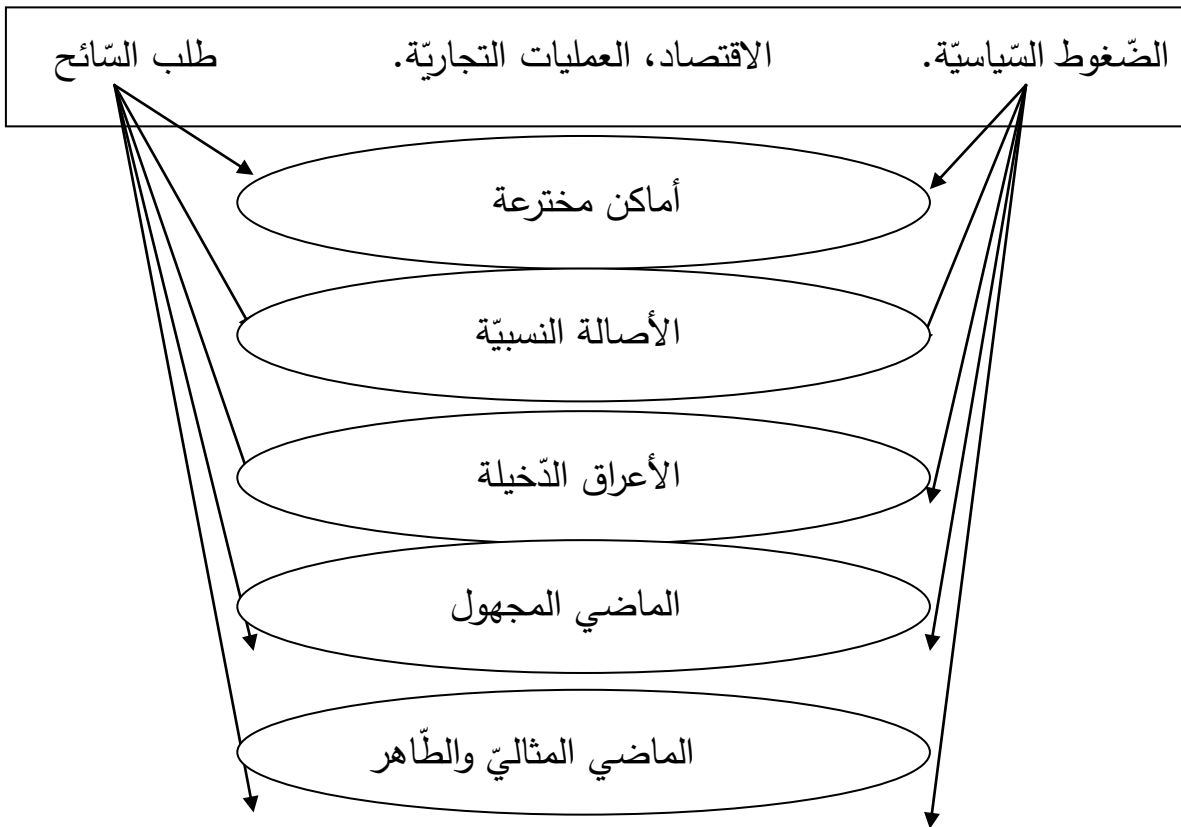 الضّغوط السّياسيّة. الاقتصاد، العمليات التجاريّة. طلب السّائح
أماكن مخترعة
الأصالة النسبيّة
الأعراق الدّخيلة
الماضي المجهول
الماضي المثاليّ والطّاهر